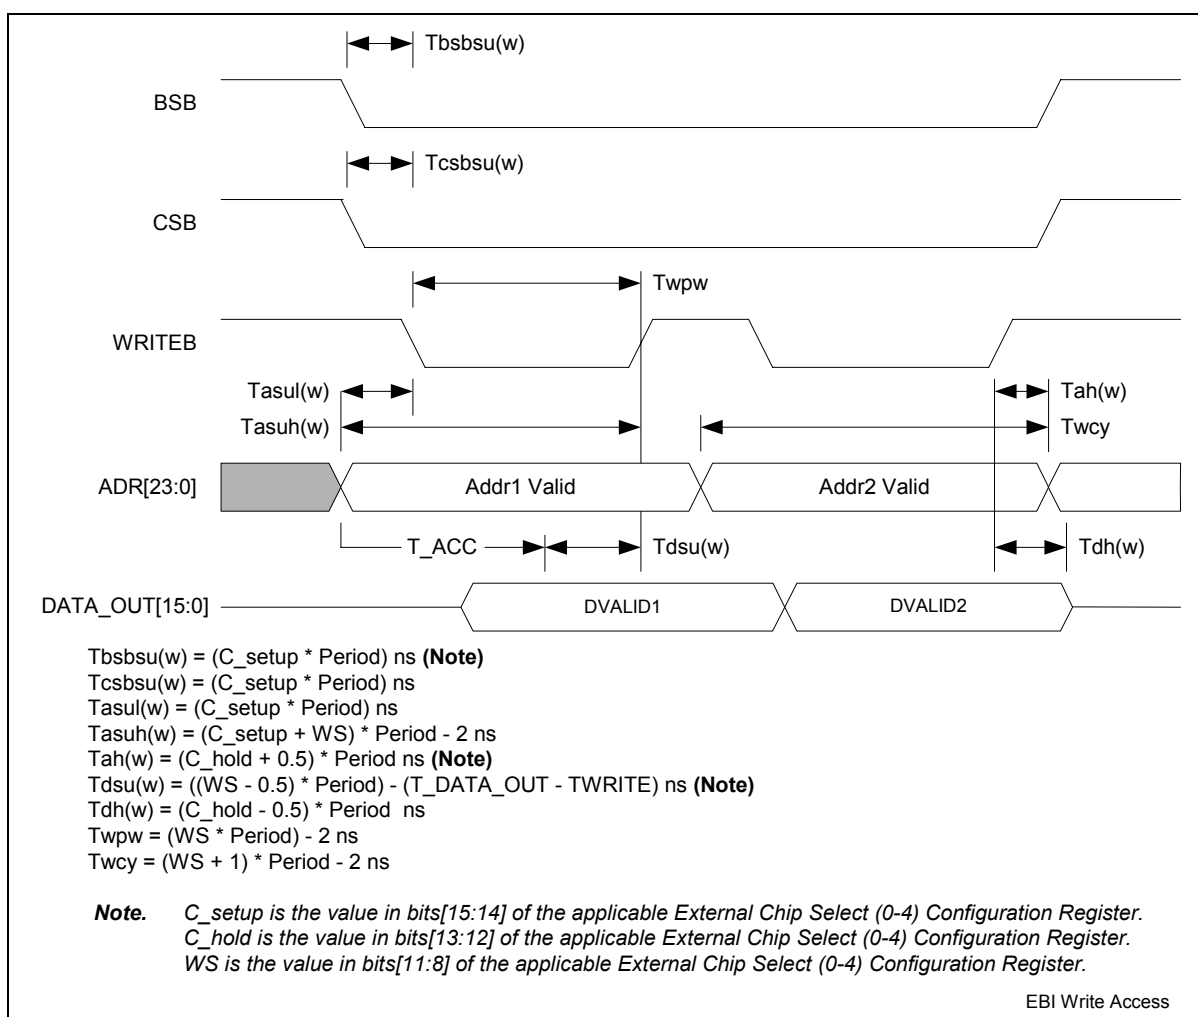 Tbsbsu(w)
BSB
Tcsbsu(w)
CSB
Twpw
WRITEB
Tasul(w)
Tah(w)
Tasuh(w)
Twcy
ADR[23:0]
Addr1 Valid
Addr2 Valid
T_ACC
Tdsu(w)
Tdh(w)
DATA_OUT[15:0]
DVALID1
DVALID2
Tbsbsu(w) = (C_setup * Period) ns (Note)
Tcsbsu(w) = (C_setup * Period) ns
Tasul(w) = (C_setup * Period) ns
Tasuh(w) = (C_setup + WS) * Period - 2 ns
Tah(w) = (C_hold + 0.5) * Period ns (Note)
Tdsu(w) = ((WS - 0.5) * Period) - (T_DATA_OUT - TWRITE) ns (Note)
Tdh(w) = (C_hold - 0.5) * Period  ns
Twpw = (WS * Period) - 2 ns
Twcy = (WS + 1) * Period - 2 ns
Note. C_setup is the value in bits[15:14] of the applicable External Chip Select (0-4) Configuration Register.
C_hold is the value in bits[13:12] of the applicable External Chip Select (0-4) Configuration Register.
WS is the value in bits[11:8] of the applicable External Chip Select (0-4) Configuration Register.
EBI Write Access